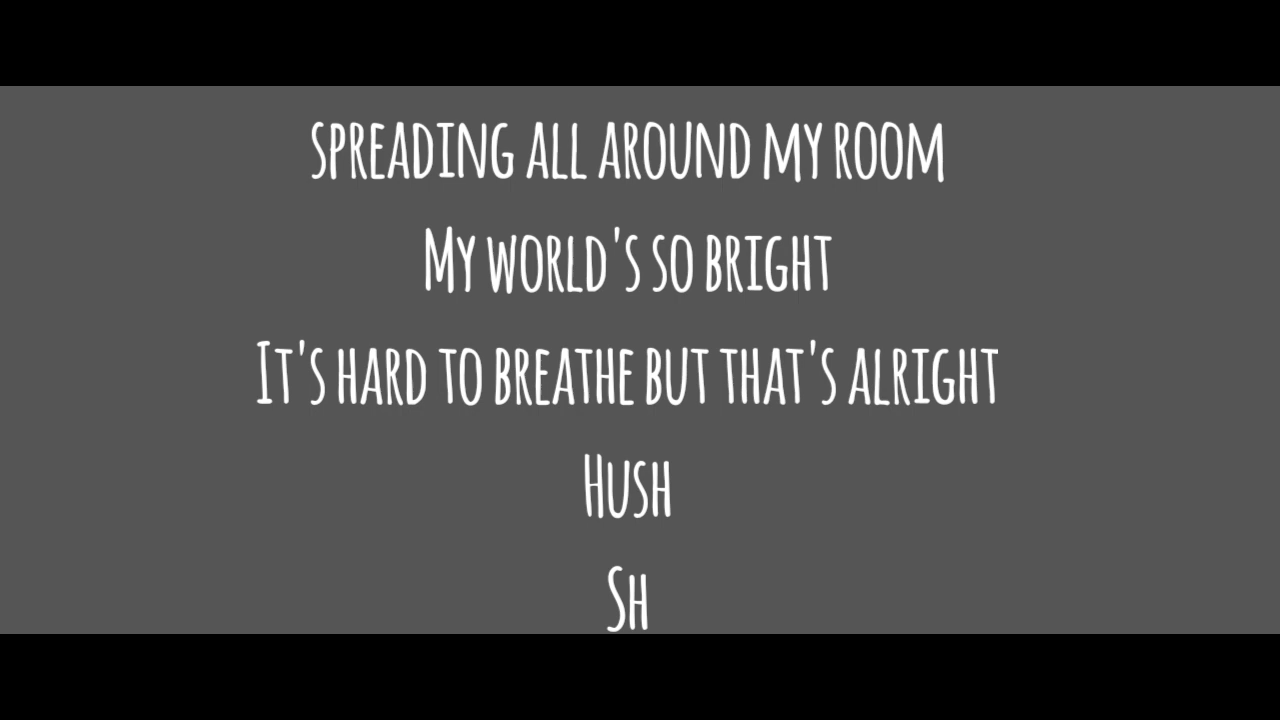 spreading all around my room
My world's so bright
It's hard to breathe but that's alright
Hush
Sh